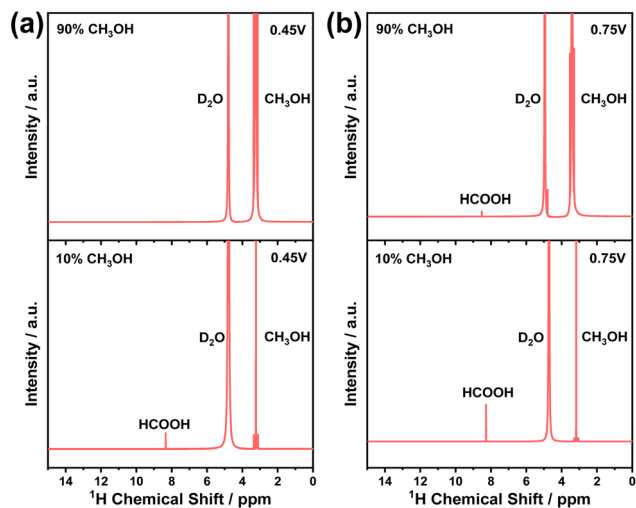 (a)
90% CH₃OH 0.45V
D₂O CH₃OH
Intensity / a.u.
10% CH₃OH 0.45V
D₂O CH₃OH
HCOOH
Intensity / a.u.
14 12 10 8 6 4 2 0
¹H Chemical Shift / ppm
(b)
90% CH₃OH 0.75V
D₂O CH₃OH
HCOOH
Intensity / a.u.
10% CH₃OH 0.75V
D₂O CH₃OH
HCOOH
Intensity / a.u.
14 12 10 8 6 4 2 0
¹H Chemical Shift / ppm